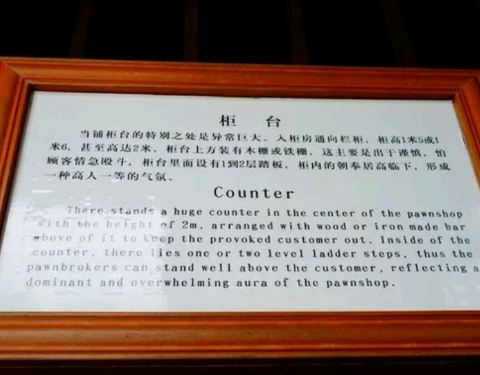 柜 台
当铺柜台的特别之处是异常巨大。入柜房通向栏柜，柜高1米5或1
米6，甚至高达2米，柜台上方装有木栅或铁栅，这主要是出于谨慎，怕
顾客情急殴斗，柜台里面设有1到2层踏板，柜内的朝奉居高临下，形成
一种高人一等的气氛。
Counter
There stands a huge counter in the center of the pawnshop
with the height of 2m, arranged with wood or iron made bar
above of it to keep the provoked customer out. Inside of the
counter, there lies one or two level ladder steps, thus the
pawnbrokers can stand well above the customer, reflecting a
dominant and overwhelming aura of the pawnshop.